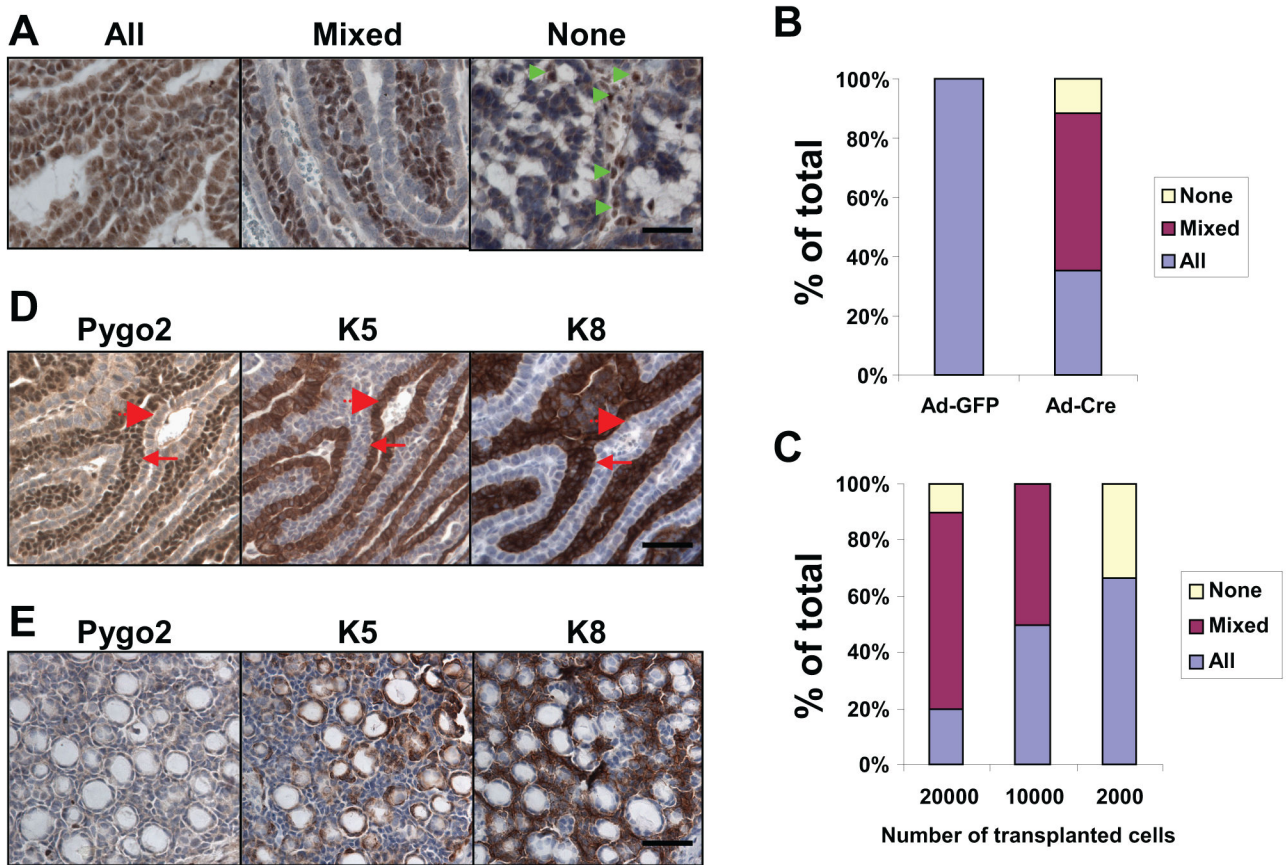 A
All Mixed None
B
100%
80%
60%
40%
20%
0%
% of total
Ad-GFP Ad-Cre
None
Mixed
All
D
Pygo2 K5 K8
C
100%
80%
60%
40%
20%
0%
% of total
20000 10000 2000
Number of transplanted cells
None
Mixed
All
E
Pygo2 K5 K8